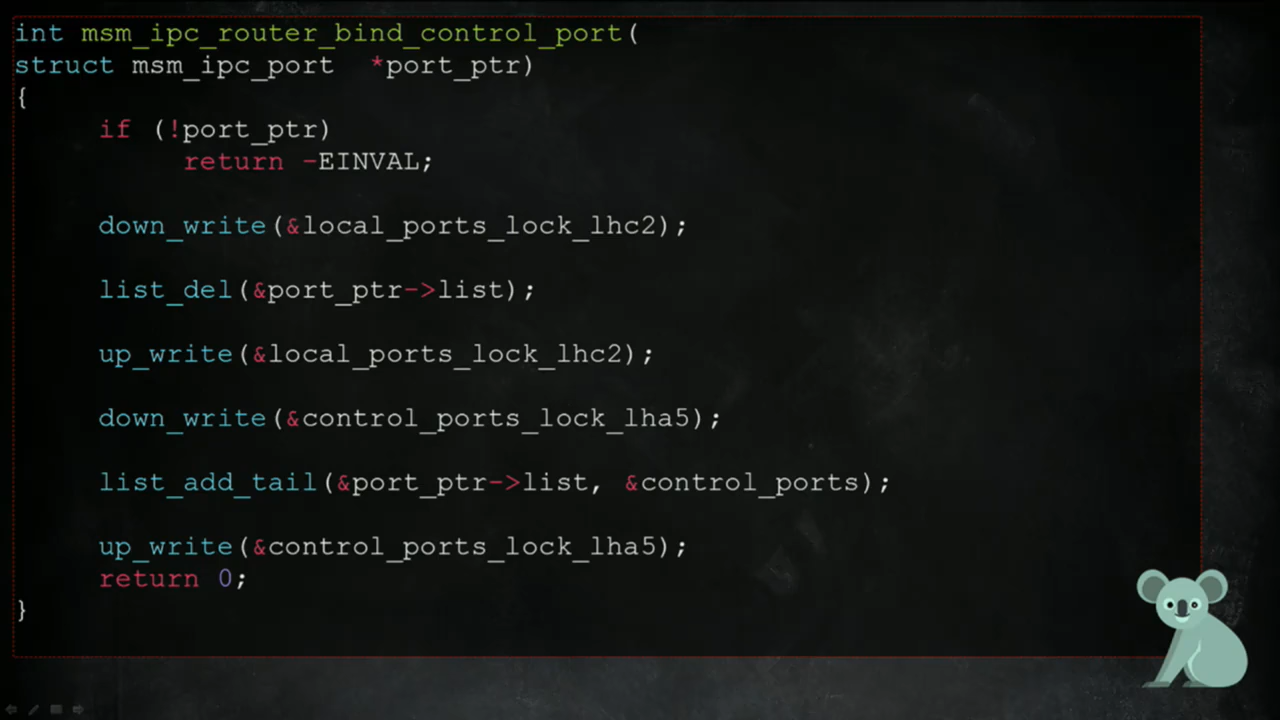 int msm_ipc_router_bind_control_port(
struct msm_ipc_port *port_ptr)
{
if (!port_ptr)
return -EINVAL;
down_write(&local_ports_lock_lhc2);
list_del(&port_ptr->list);
up_write(&local_ports_lock_lhc2);
down_write(&control_ports_lock_lha5);
list_add_tail(&port_ptr->list, &control_ports);
up_write(&control_ports_lock_lha5);
return 0;
}